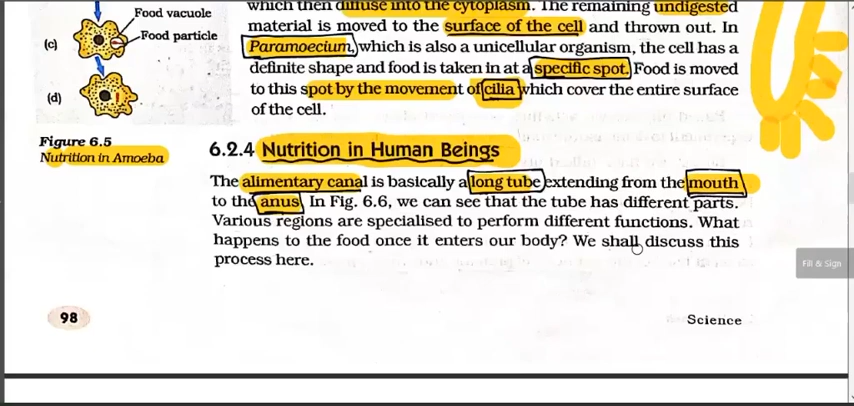 Food vacuole
Food particle
(c)
(d)
Figure 6.5
Nutrition in Amoeba
which then diffuse into the cytoplasm. The remaining undigested
material is moved to the surface of the cell and thrown out. In
Paramoecium, which is also a unicellular organism, the cell has a
definite shape and food is taken in at a specific spot. Food is moved
to this spot by the movement of cilia which cover the entire surface
of the cell.
6.2.4 Nutrition in Human Beings
The alimentary canal is basically a long tube extending from the mouth
to the anus. In Fig. 6.6, we can see that the tube has different parts.
Various regions are specialised to perform different functions. What
happens to the food once it enters our body? We shall discuss this
process here.
Fill & Sign
98
Science